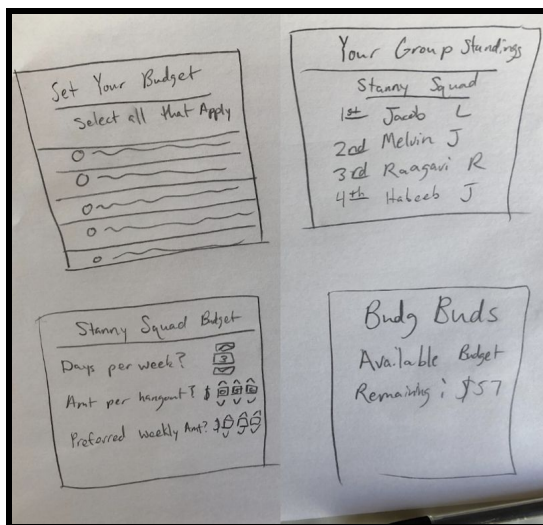 Set Your Budget
Select all that Apply
Your Group Standings
Stanny Squad
1st Jacob L
2nd Melvin J
3rd Raagavi R
4th Habeeb J
Stanny Squad Budget
Days per week?
3
Amt per hangout? $
Preferred weekly Amt? $
Budg Buds
Available Budget
Remaining: $57